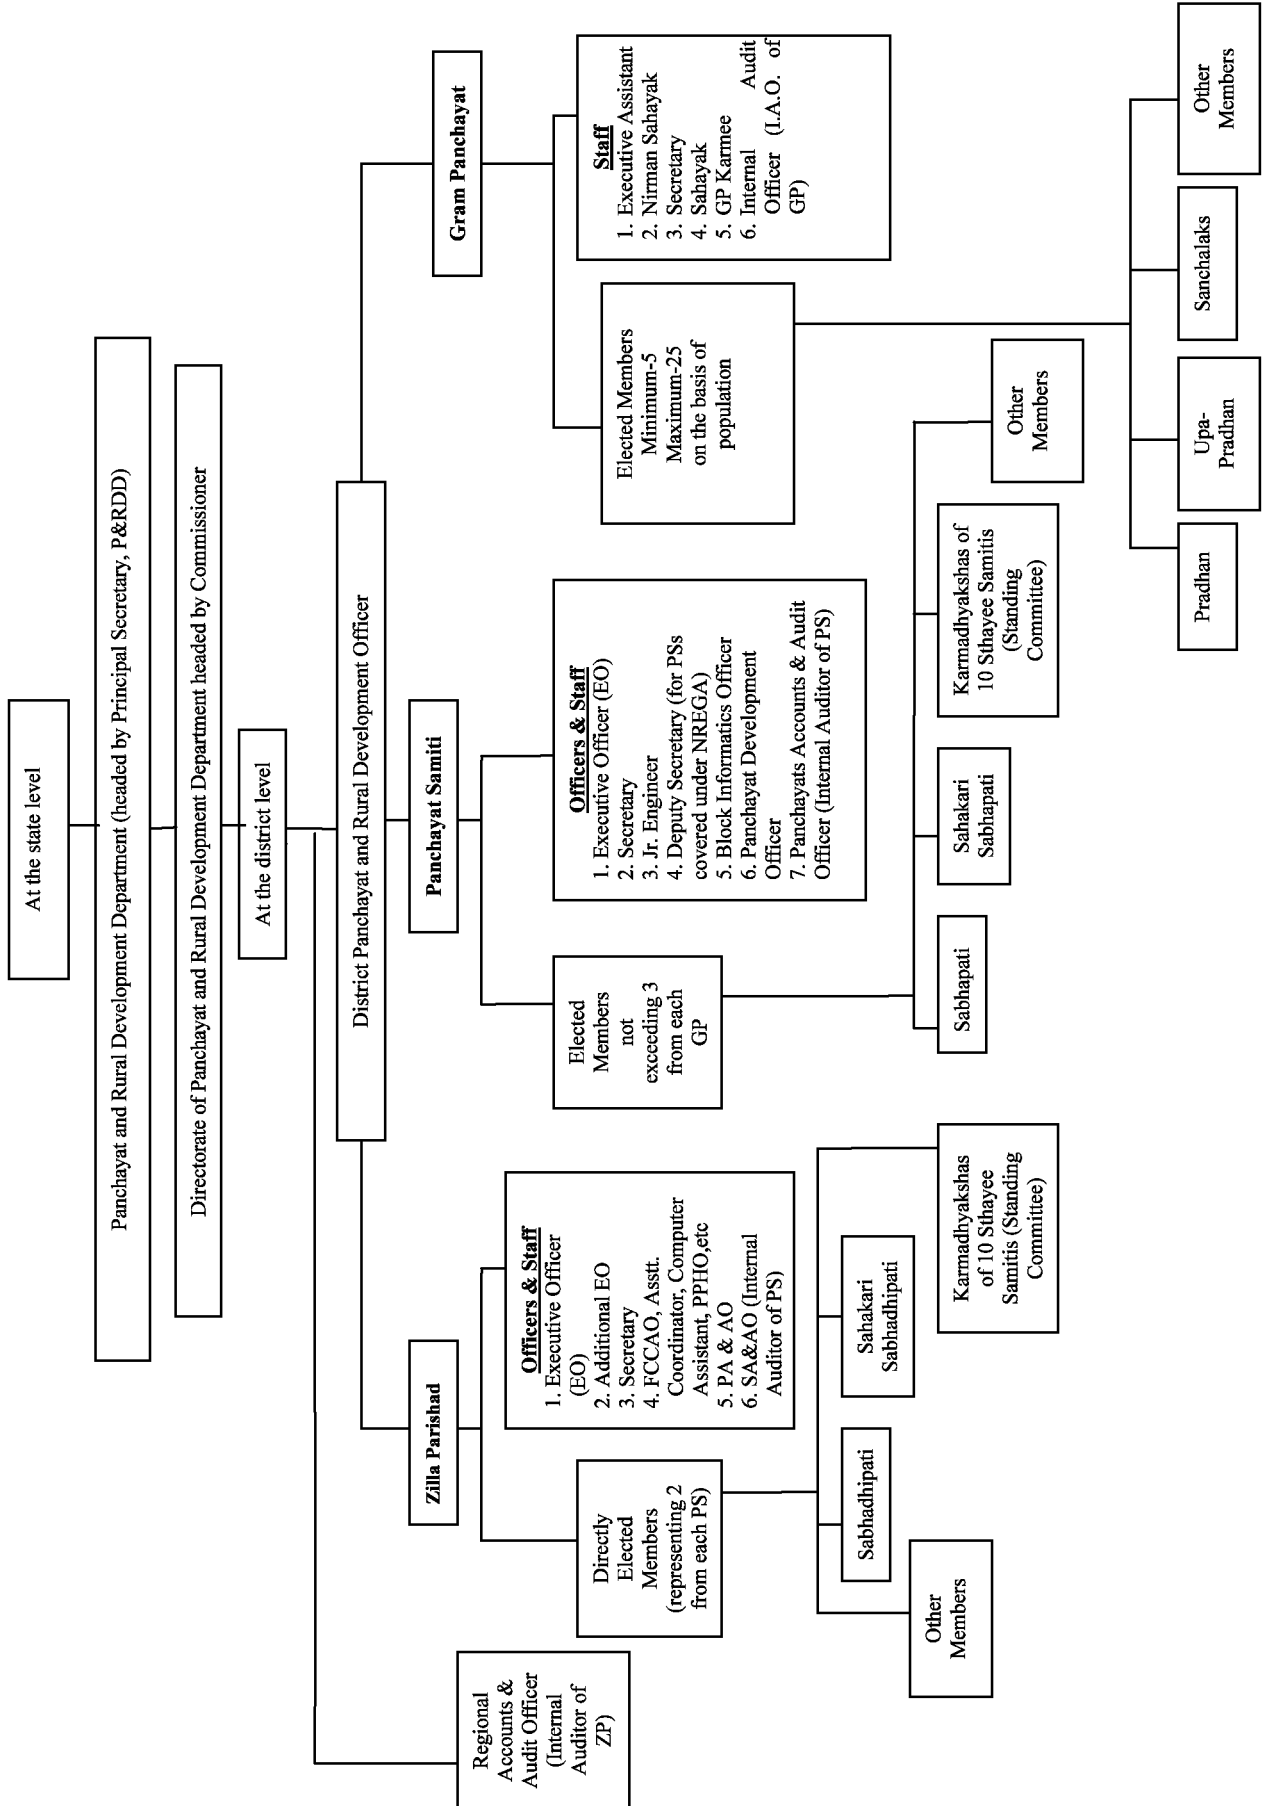 At the state level
Panchayat and Rural Development Department (headed by Principal Secretary, P&RDD)
Directorate of Panchayat and Rural Development Department headed by Commissioner
At the district level
District Panchayat and Rural Development Officer
Regional
Accounts &
Audit Officer
(Internal
Auditor of
ZP)
Zilla Parishad
Directly
Elected
Members
(representing 2
from each PS)
Officers & Staff
1. Executive Officer
(EO)
2. Additional EO
3. Secretary
4. FCCAO, Asstt.
Coordinator, Computer
Assistant, PPHO,etc
5. PA & AO
6. SA&AO (Internal
Auditor of PS)
Other
Members
Sabhadhipati
Sahakari
Sabhadhipati
Karmadhyakshas
of 10 Sthayee
Samitis (Standing
Committee)
Panchayat Samiti
Elected
Members
not
exceeding 3
from each
GP
Officers & Staff
1. Executive Officer (EO)
2. Secretary
3. Jr. Engineer
4. Deputy Secretary (for PSs
covered under NREGA)
5. Block Informatics Officer
6. Panchayat Development
Officer
7. Panchayats Accounts & Audit
Officer (Internal Auditor of PS)
Sabhapati
Sahakari
Sabhapati
Karmadhyakshas of
10 Sthayee Samitis
(Standing
Committee)
Other
Members
Gram Panchayat
Elected Members
Minimum-5
Maximum-25
on the basis of
population
Staff
1. Executive Assistant
2. Nirman Sahayak
3. Secretary
4. Sahayak
5. GP Karmee
6. Internal Audit
Officer (I.A.O. of
GP)
Pradhan
Upa-
Pradhan
Sanchalaks
Other
Members